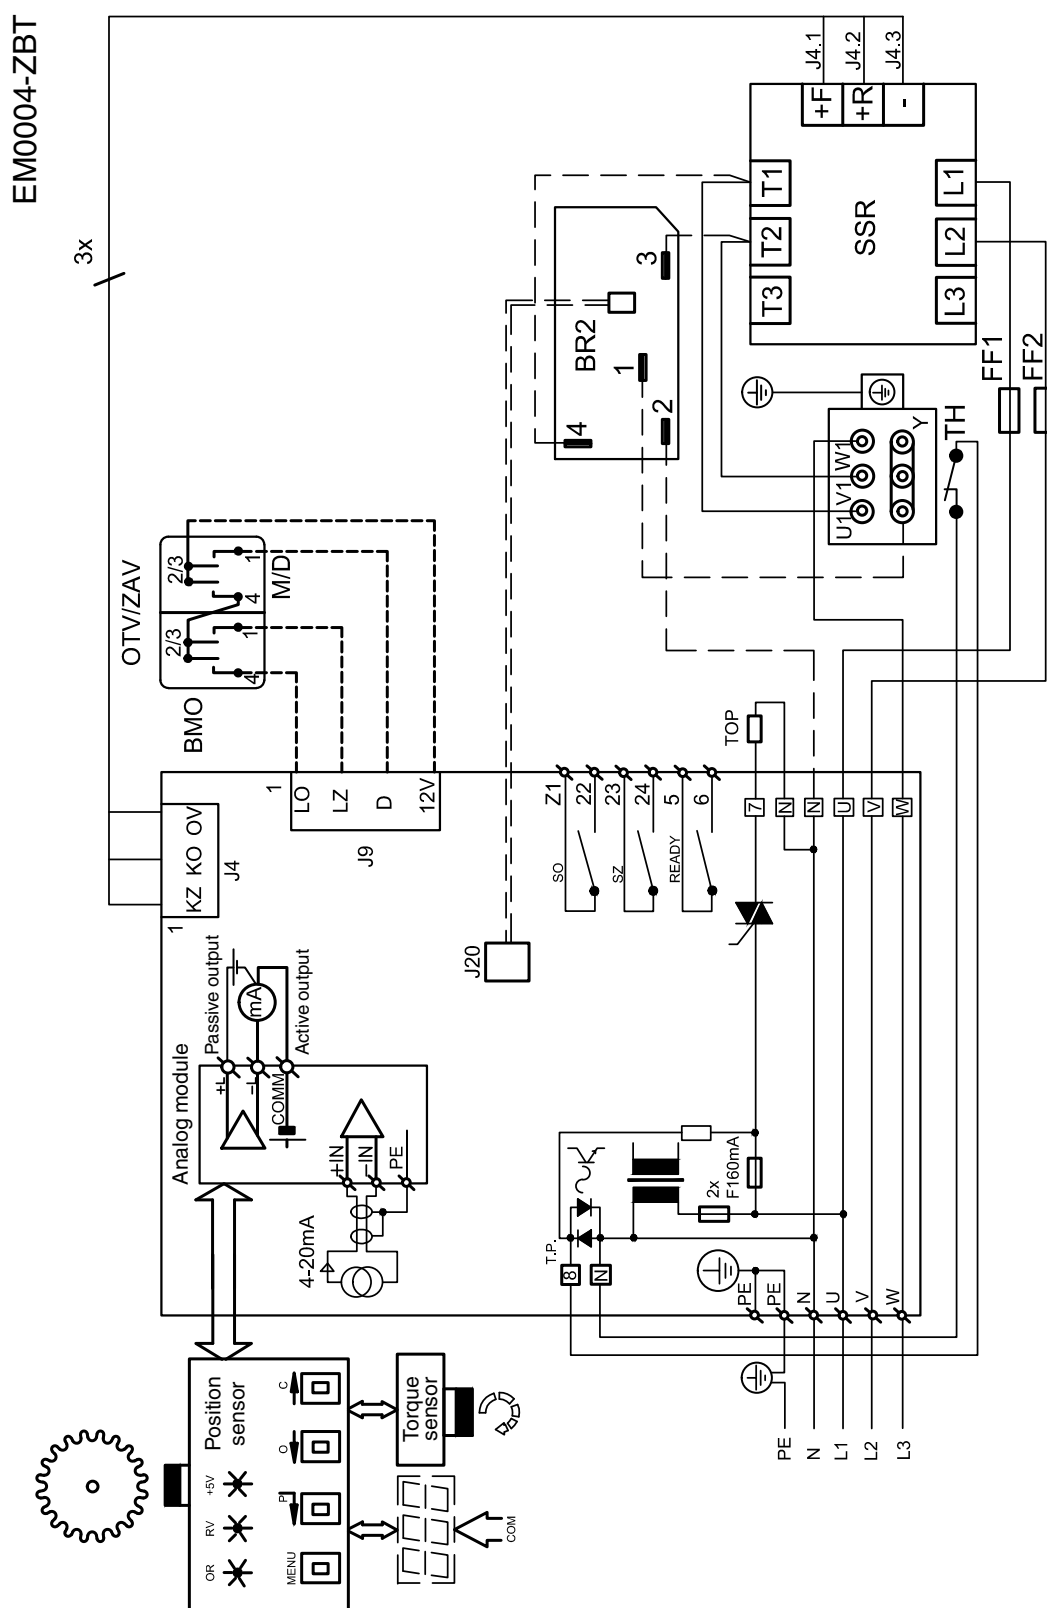 EM0004-ZBT
3x
J4.1
J4.2
J4.3
+F
+R
-
T1
T2
T3
SSR
L1
L2
L3
FF1
FF2
TH
BR2
1
2
3
4
U1
V1
W1
Y
OTV/ZAV
BMO
M/D
2/3
2/3
4
1
4
1
1
LO
LZ
D
12V
J9
1
KZ KO OV
J4
J20
Z1
22
23
24
5
6
SO
SZ
READY
TOP
7
N
N
U
V
W
Analog module
Passive output
Active output
mA
+L
–L
COMM
+IN
–IN
PE
4-20mA
T.P.
8
N
2x
F160mA
PE
PE
N
U
V
W
PE
N
L1
L2
L3
Position
sensor
Torque
sensor
+5V
RV
OR
C
O
P
MENU
COM